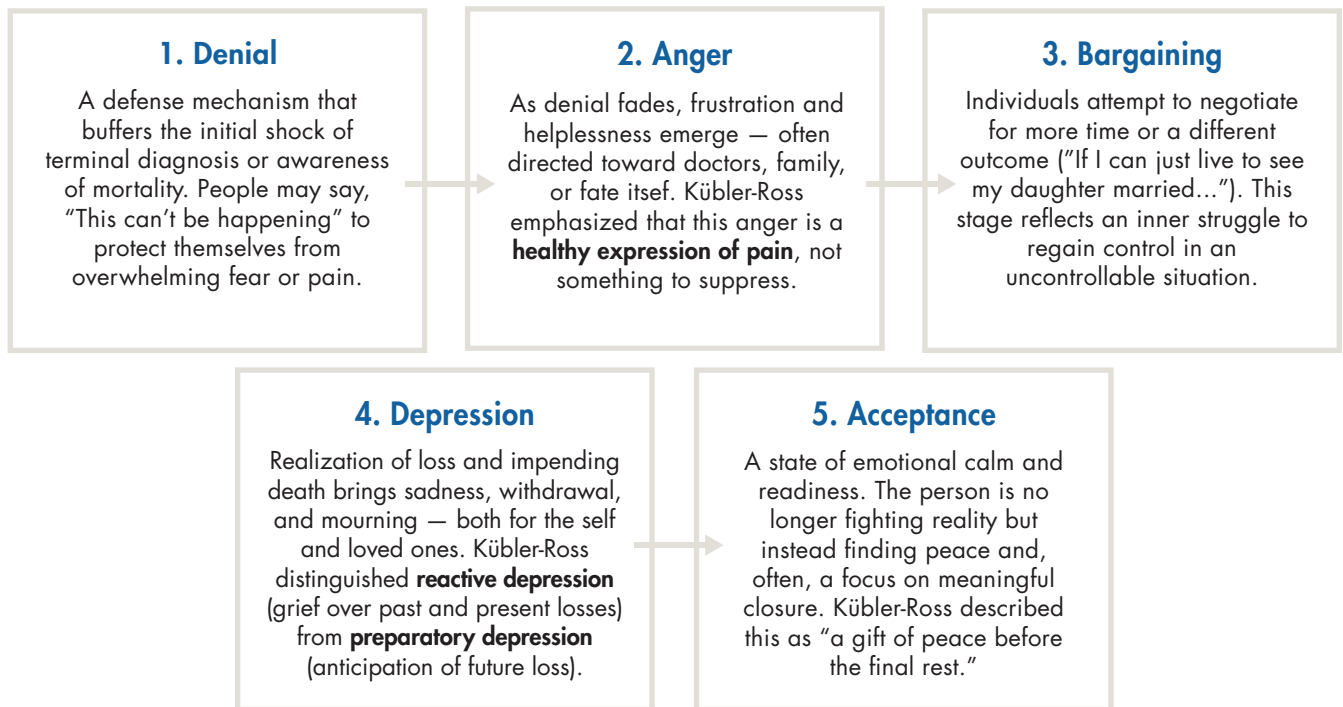 1. Denial
A defense mechanism that
buffers the initial shock of
terminal diagnosis or awareness
of mortality. People may say,
“This can’t be happening” to
protect themselves from
overwhelming fear or pain.
2. Anger
As denial fades, frustration and
helplessness emerge — often
directed toward doctors, family,
or fate itsef. Kübler-Ross
emphasized that this anger is a
healthy expression of pain, not
something to suppress.
3. Bargaining
Individuals attempt to negotiate
for more time or a different
outcome (”If I can just live to see
my daughter married...”). This
stage reflects an inner struggle to
regain control in an
uncontrollable situation.
4. Depression
Realization of loss and impending
death brings sadness, withdrawal,
and mourning — both for the self
and loved ones. Kübler-Ross
distinguished reactive depression
(grief over past and present losses)
from preparatory depression
(anticipation of future loss).
5. Acceptance
A state of emotional calm and
readiness. The person is no
longer fighting reality but
instead finding peace and,
often, a focus on meaningful
closure. Kübler-Ross described
this as “a gift of peace before
the final rest.”